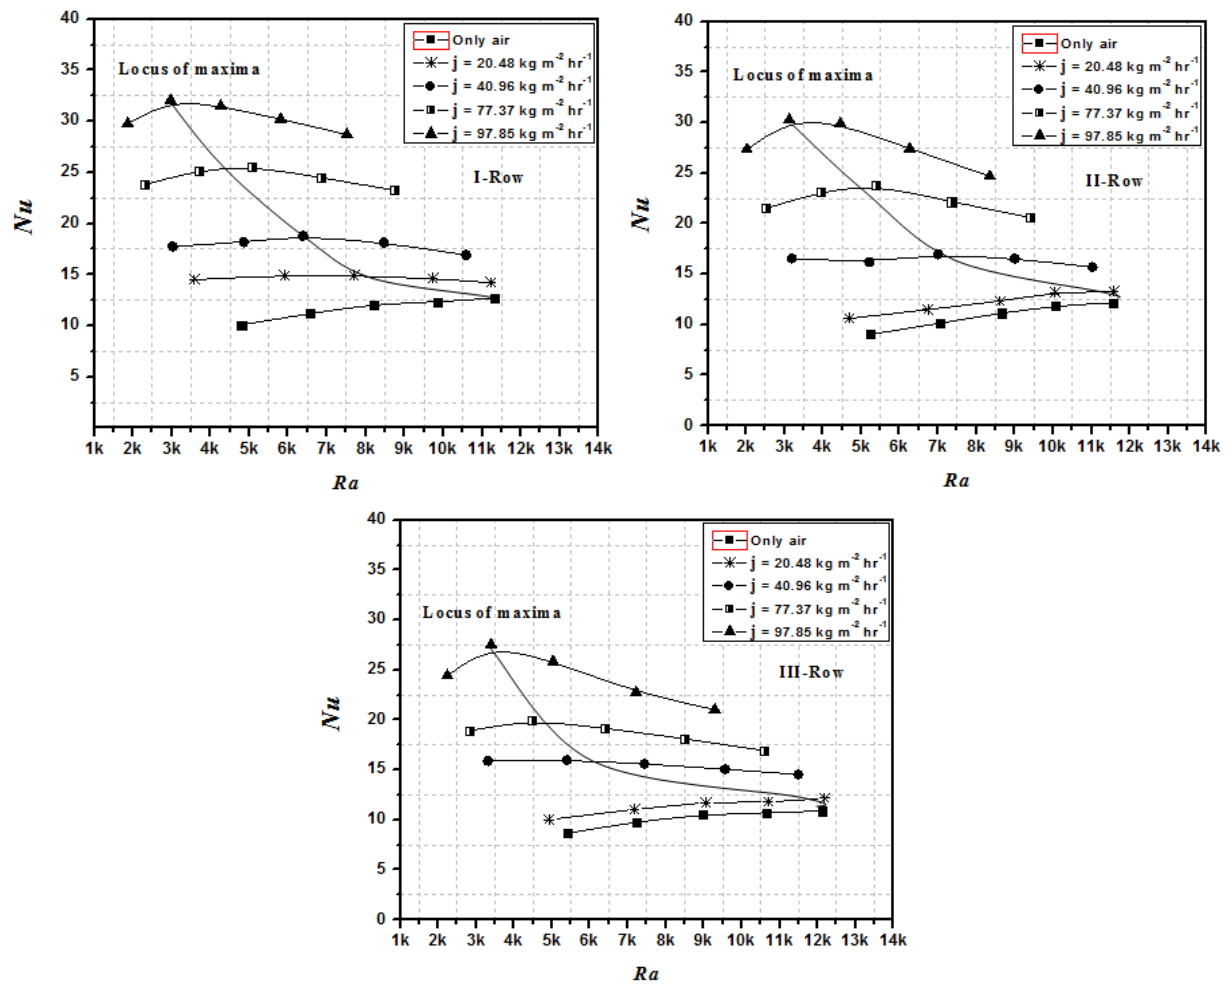 40
35
30
25
20
15
10
5
Nu
Locus of maxima
Only air
j = 20.48 kg m⁻² hr⁻¹
j = 40.96 kg m⁻² hr⁻¹
j = 77.37 kg m⁻² hr⁻¹
j = 97.85 kg m⁻² hr⁻¹
I-Row
1k 2k 3k 4k 5k 6k 7k 8k 9k 10k 11k 12k 13k 14k
Ra
40
35
30
25
20
15
10
5
0
Nu
Locus of maxima
Only air
j = 20.48 kg m⁻² hr⁻¹
j = 40.96 kg m⁻² hr⁻¹
j = 77.37 kg m⁻² hr⁻¹
j = 97.85 kg m⁻² hr⁻¹
II-Row
1k 2k 3k 4k 5k 6k 7k 8k 9k 10k 11k 12k 13k 14k
Ra
40
35
30
25
20
15
10
5
0
Nu
Locus of maxima
Only air
j = 20.48 kg m⁻² hr⁻¹
j = 40.96 kg m⁻² hr⁻¹
j = 77.37 kg m⁻² hr⁻¹
j = 97.85 kg m⁻² hr⁻¹
III-Row
1k 2k 3k 4k 5k 6k 7k 8k 9k 10k 11k 12k 13k 14k
Ra